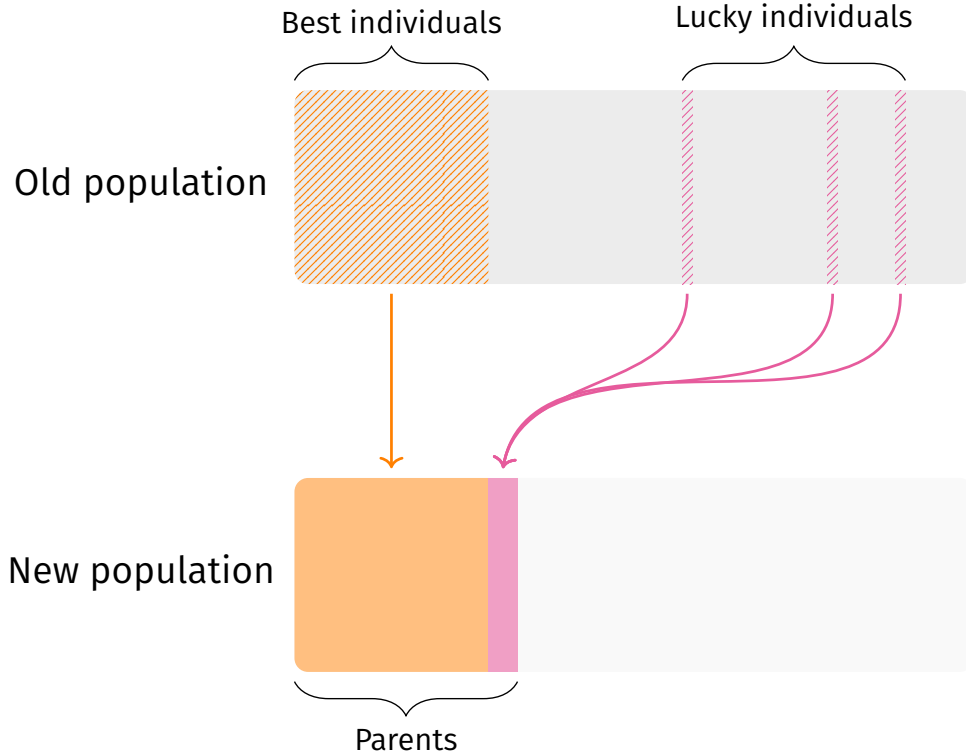 Best individuals
Lucky individuals
Old population
New population
Parents